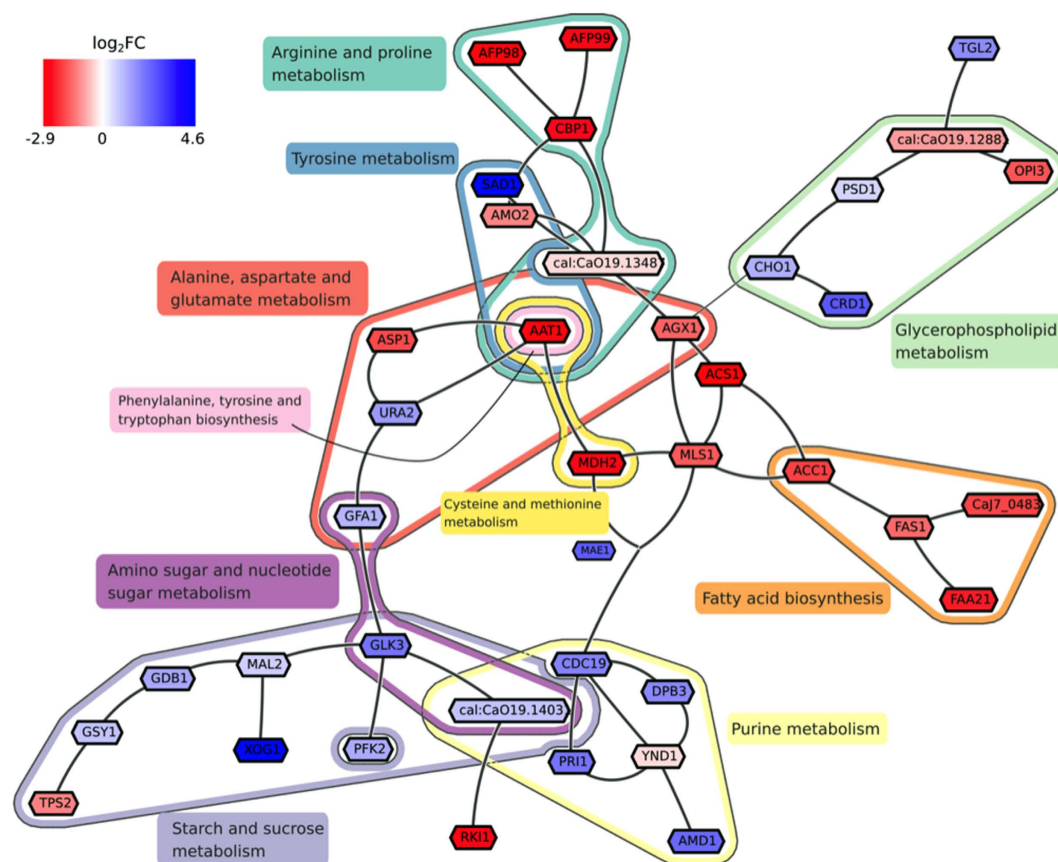 log2FC
-2.9 0 4.6
Arginine and proline
metabolism
AFP98
AFP99
CBP1
TGL2
cal:CaO19.1288
OPI3
PSD1
CHO1
CRD1
Glycerophospholipid
metabolism
Tyrosine metabolism
SAD1
AMO2
cal:CaO19.1348
Alanine, aspartate and
glutamate metabolism
ASP1
AAT1
AGX1
ACS1
URA2
Phenylalanine, tyrosine and
tryptophan biosynthesis
MDH2
MLS1
ACC1
Cysteine and methionine
metabolism
GFA1
MAE1
FAS1
CaJ7_0483
FAA21
Fatty acid biosynthesis
Amino sugar and nucleotide
sugar metabolism
GLK3
MAL2
GDB1
GSY1
XOG1
PFK2
TPS2
cal:CaO19.1403
CDC19
DPB3
PRI1
YND1
Purine metabolism
RKI1
AMD1
Starch and sucrose
metabolism